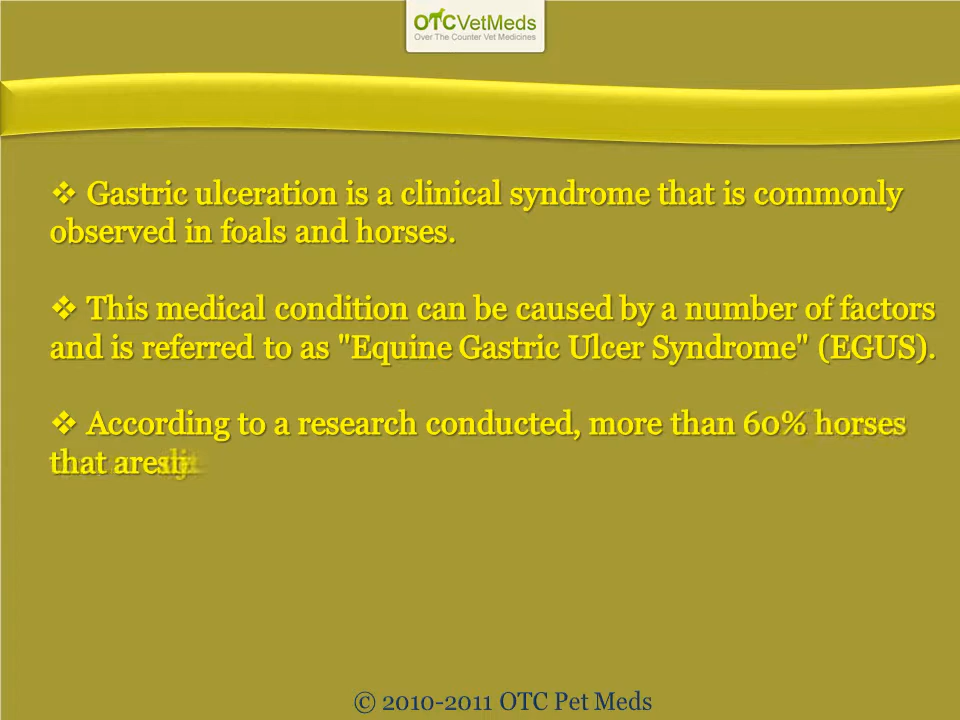 OTCVetMeds
Over The Counter Vet Medicines
❖ Gastric ulceration is a clinical syndrome that is commonly
observed in foals and horses.
❖ This medical condition can be caused by a number of factors
and is referred to as "Equine Gastric Ulcer Syndrome" (EGUS).
❖ According to a research conducted, more than 60% horses
that are
© 2010-2011 OTC Pet Meds